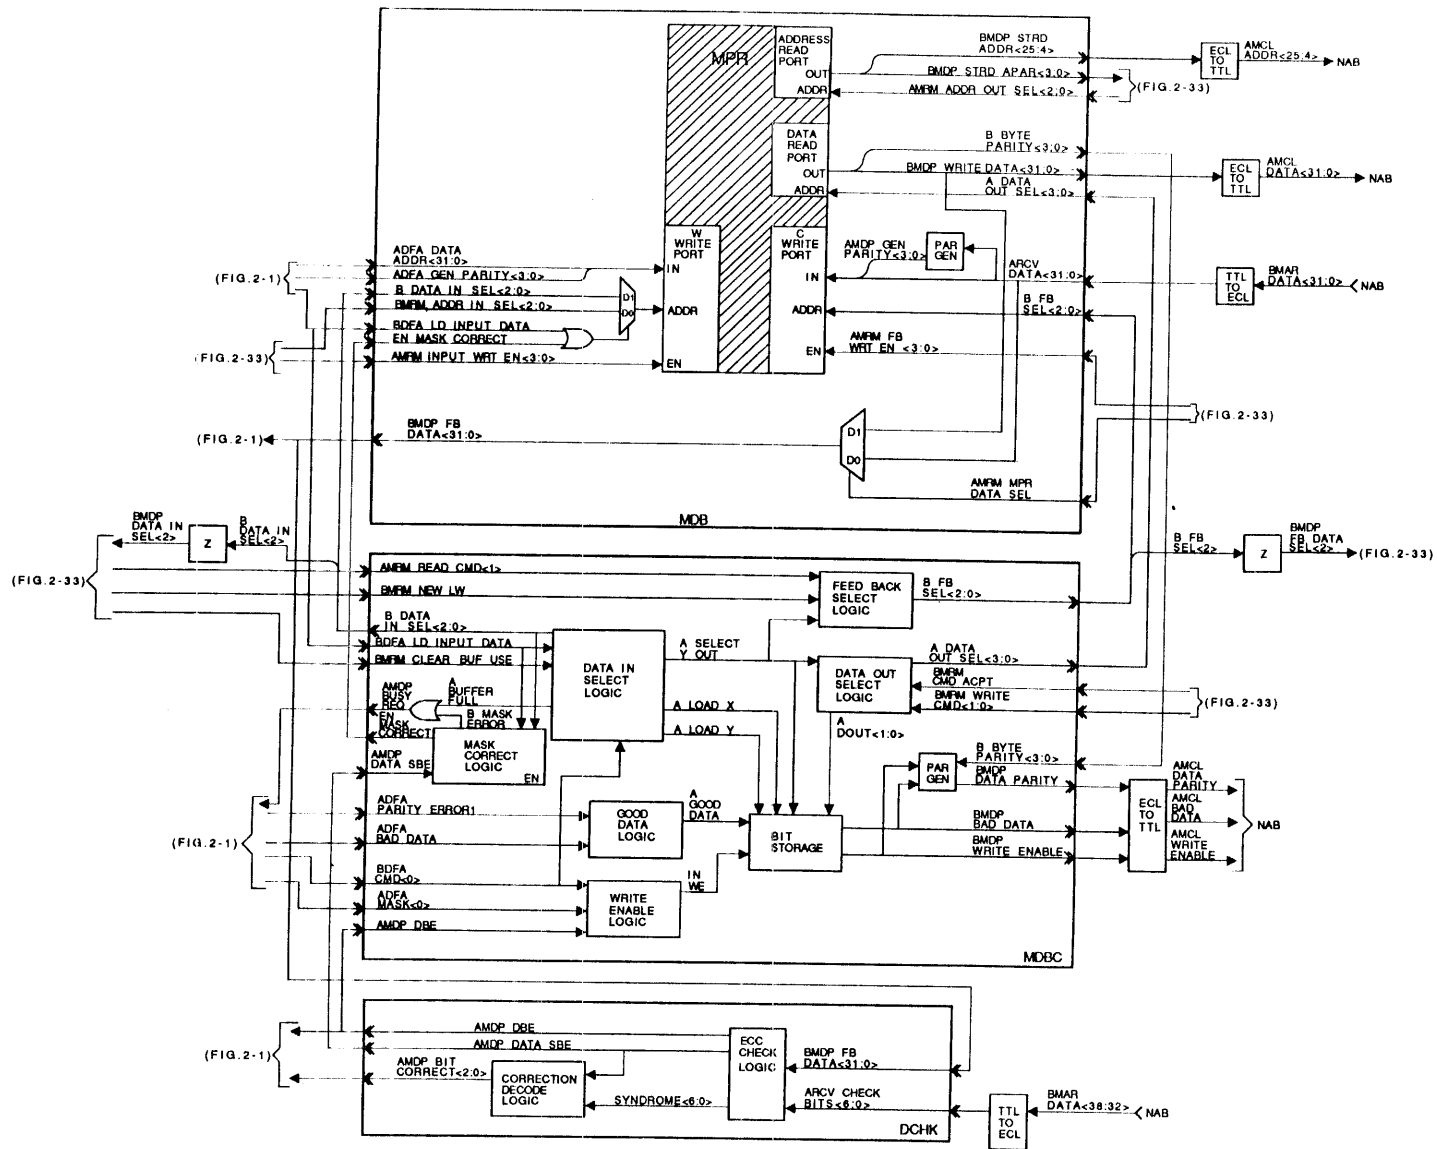 MPR
ADDRESS
READ
PORT
OUT
ADDR
BMDP STRD
ADDR<25:4>
BMDP STRD APAR<3:0>
AMRM ADDR OUT SEL<2:0>
ECL
TO
TTL
AMCL
ADDR<25:4>
NAB
(FIG.2-33)
DATA
READ
PORT
OUT
ADDR
B BYTE
PARITY<3:0>
BMDP WRITE DATA<31:0>
A DATA
OUT SEL<3:0>
ECL
TO
TTL
AMCL
DATA<31:0>
NAB
W
WRITE
PORT
IN
ADDR
EN
C
WRITE
PORT
IN
ADDR
EN
AMDP GEN
PARITY<3:0>
PAR
GEN
ARCV
DATA<31:0>
B FB
SEL<2:0>
AMRM FB
WRT EN <3:0>
TTL
TO
ECL
BMAR
DATA<31:0>
NAB
(FIG.2-1)
ADFA DATA
ADDR<31:0>
ADFA GEN PARITY<3:0>
B DATA IN SEL<2:0>
BMRM ADDR IN SEL<2:0>
BDFA LD INPUT DATA
EN MASK CORRECT
AMRM INPUT WRT EN<3:0>
D1
D0
(FIG.2-33)
(FIG.2-1)
BMDP FB
DATA<31:0>
D1
D0
AMRM MPR
DATA SEL
(FIG.2-33)
MDB
BMDP
DATA IN
SEL<2>
Z
B
DATA IN
SEL<2>
(FIG.2-33)
B FB
SEL<2>
Z
BMDP
FB DATA
SEL<2>
(FIG.2-33)
AMRM READ CMD<1>
BMRM NEW LW
B DATA
IN SEL<2:0>
BDFA LD INPUT DATA
BMRM CLEAR BUF USE
FEED BACK
SELECT
LOGIC
B FB
SEL<2:0>
DATA IN
SELECT
LOGIC
A SELECT
Y OUT
A LOAD X
A LOAD Y
DATA OUT
SELECT
LOGIC
A DATA
OUT SEL<3:0>
BMRM
CMD ACPT
BMRM WRITE
CMD<1:0>
(FIG.2-33)
A
DOUT<1:0>
AMDP
BUSY
REQ
A
BUFFER
FULL
B MASK
ERROR
EN
MASK
CORRECT
MASK
CORRECT
LOGIC
EN
AMDP
DATA SBE
B BYTE
PARITY<3:0>
PAR
GEN
BMDP
DATA PARITY
BMDP
BAD DATA
BMDP
WRITE ENABLE
ECL
TO
TTL
AMCL
DATA
PARITY
AMCL
BAD
DATA
AMCL
WRITE
ENABLE
NAB
(FIG.2-1)
ADFA
PARITY ERROR1
ADFA
BAD DATA
GOOD
DATA
LOGIC
A
GOOD
DATA
BIT
STORAGE
BDFA
CMD<0>
ADFA
MASK<0>
AMDP DBE
WRITE
ENABLE
LOGIC
IN
WE
MDBC
(FIG.2-1)
AMDP DBE
AMDP DATA SBE
AMDP BIT
CORRECT<2:0>
CORRECTION
DECODE
LOGIC
SYNDROME<6:0>
ECC
CHECK
LOGIC
BMDP FB
DATA<31:0>
ARCV CHECK
BITS<6:0>
TTL
TO
ECL
BMAR
DATA<38:32>
NAB
DCHK